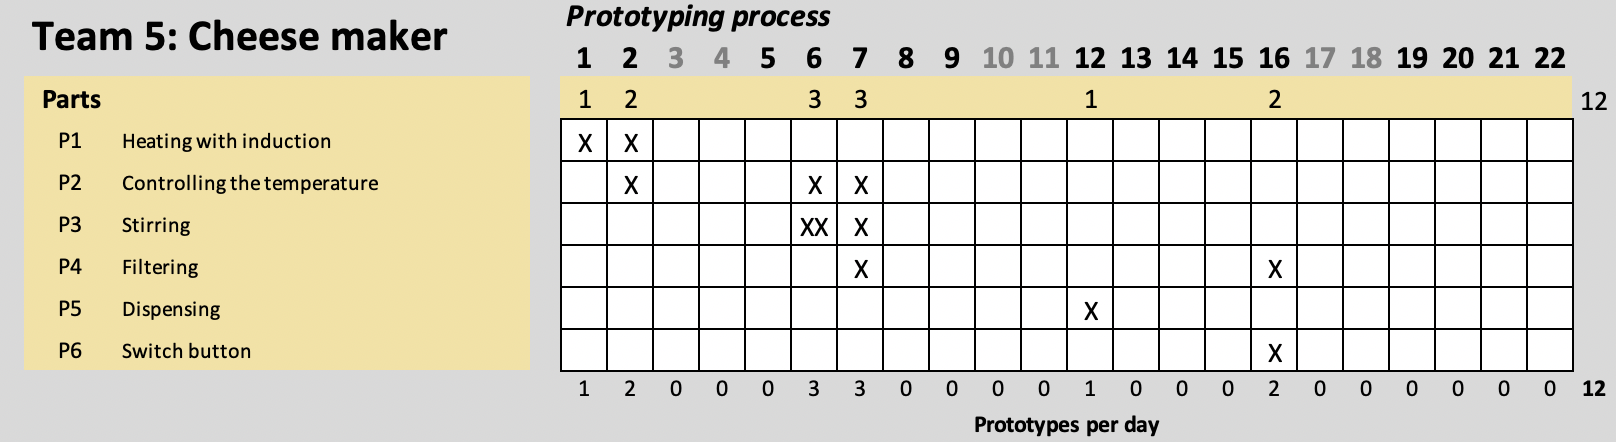 Prototyping process
Team 5: Cheese maker
1 2 3 4 5 6 7 8 9 10 11 12 13 14 15 16 17 18 19 20 21 22
Parts 1 2 3 3 1 2 12
P1 Heating with induction X X
P2 Controlling the temperature X X X
P3 Stirring XX X
P4 Filtering X X
P5 Dispensing X
P6 Switch button X
1 2 0 0 0 3 3 0 0 0 0 1 0 0 0 2 0 0 0 0 0 0 12
Prototypes per day